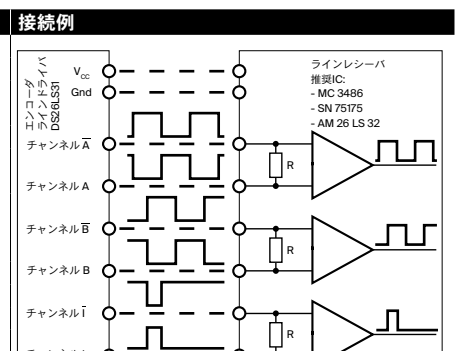 接続例
エンコーダ
ラインドライバ
DS26LS31
Vcc
Gnd
チャンネル A̅
チャンネル A
チャンネル B̅
チャンネル B
チャンネル I̅
ラインレシーバ
推奨IC:
- MC 3486
- SN 75175
- AM 26 LS 32
R
R
R